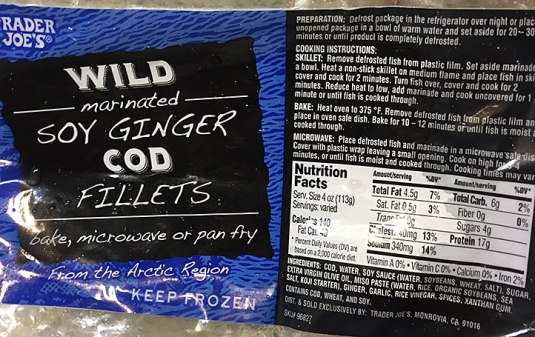 TRADER
JOE'S®
WILD
marinated
SOY GINGER
COD
FILLETS
bake, microwave or pan fry
From the Arctic Region
KEEP FROZEN
PREPARATION: Defrost package in the refrigerator over night or place
unopened package in a bowl of warm water and set aside for 20 - 30
minutes or until product is completely defrosted.
COOKING INSTRUCTIONS:
SKILLET: Remove defrosted fish from plastic film. Set aside marinade
a bowl. Heat a non-stick skillet on medium flame and place fish in
cover and cook for 2 minutes. Turn fish over, cover and cook for 2
minutes. Reduce heat to low, add marinade and cook uncovered for 1
minute or until fish is cooked through.
BAKE: Heat oven to 375 °F. Remove defrosted fish from plastic film and
place in oven safe dish. Bake for 10 - 12 minutes or until fish is moist
cooked through.
MICROWAVE: Place defrosted fish and marinade in a microwave safe
Cover with plastic wrap leaving a small opening. Cook on high for
minutes, or until fish is moist and cooked through. Cooking times may
Nutrition
Facts
Serv. Size 4 oz (113g)
Servings: varied
Calories 140
Fat Cal. 40
* Percent Daily Values (DV) are
Based on a 2,000 calorie diet.
Amount/serving %DV*
Total Fat 4.5g 7%
Sat. Fat 0.5g 3%
Trans Fat 0g
Cholest. 40mg 13%
Sodium 340mg 14%
Amount/serving %DV*
Total Carb. 6g 2%
Fiber 0g 0%
Sugars 4g
Protein 17g
Vitamin A 0% • Vitamin C 0% • Calcium 0% • Iron 2%
INGREDIENTS: COD, WATER, SOY SAUCE (WATER, SOYBEANS, WHEAT, SALT), SUGAR,
EXTRA VIRGIN OLIVE OIL, MISO PASTE (WATER, RICE, ORGANIC SOYBEANS, SEA
SALT, KOJI STARTER), GINGER, GARLIC, RICE VINEGAR, SPICES, XANTHAN GUM.
CONTAINS COD, WHEAT, AND SOY.
DIST. & SOLD EXCLUSIVELY BY: TRADER JOE'S, MONROVIA, CA 91016
SKU# 96827